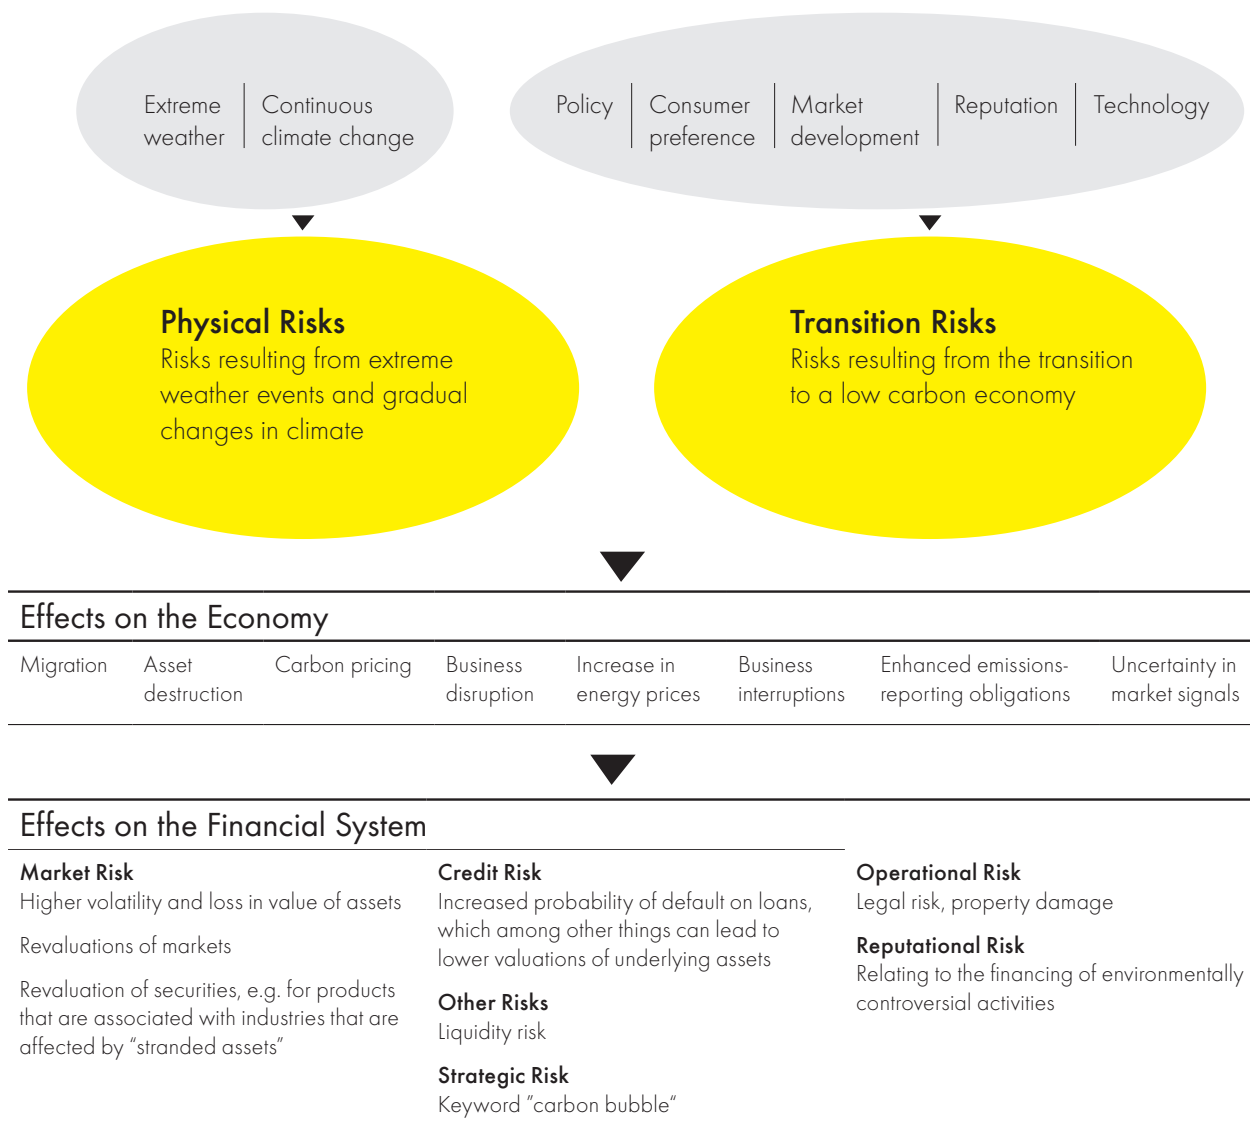 Extreme
weather
Continuous
climate change
Policy
Consumer
preference
Market
development
Reputation
Technology
Physical Risks
Risks resulting from extreme
weather events and gradual
changes in climate
Transition Risks
Risks resulting from the transition
to a low carbon economy
Effects on the Economy
Migration
Asset
destruction
Carbon pricing
Business
disruption
Increase in
energy prices
Business
interruptions
Enhanced emissions-
reporting obligations
Uncertainty in
market signals
Effects on the Financial System
Market Risk
Higher volatility and loss in value of assets
Revaluations of markets
Revaluation of securities, e.g. for products
that are associated with industries that are
affected by “stranded assets”
Credit Risk
Increased probability of default on loans,
which among other things can lead to
lower valuations of underlying assets
Other Risks
Liquidity risk
Strategic Risk
Keyword ”carbon bubble“
Operational Risk
Legal risk, property damage
Reputational Risk
Relating to the financing of environmentally
controversial activities